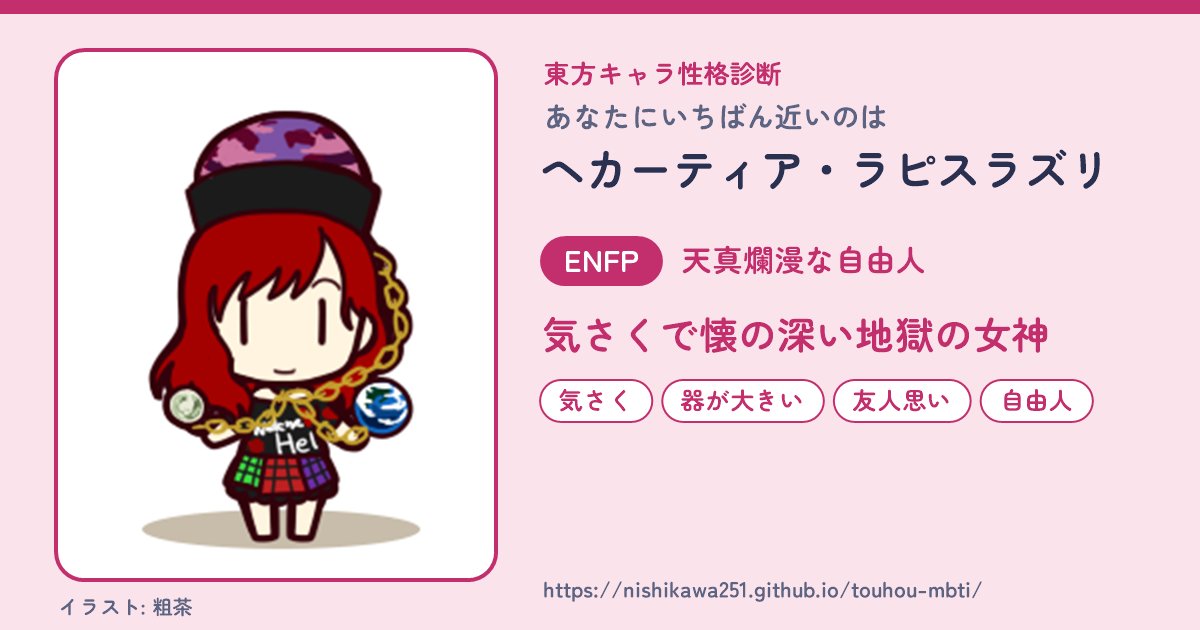 東方キャラ性格診断
あなたにいちばん近いのは
ヘカーティア・ラピスラズリ
ENFP 天真爛漫な自由人
気さくで懐の深い地獄の女神
気さく 器が大きい 友人思い 自由人
Hel
イラスト: 粗茶
https://nishikawa251.github.io/touhou-mbti/